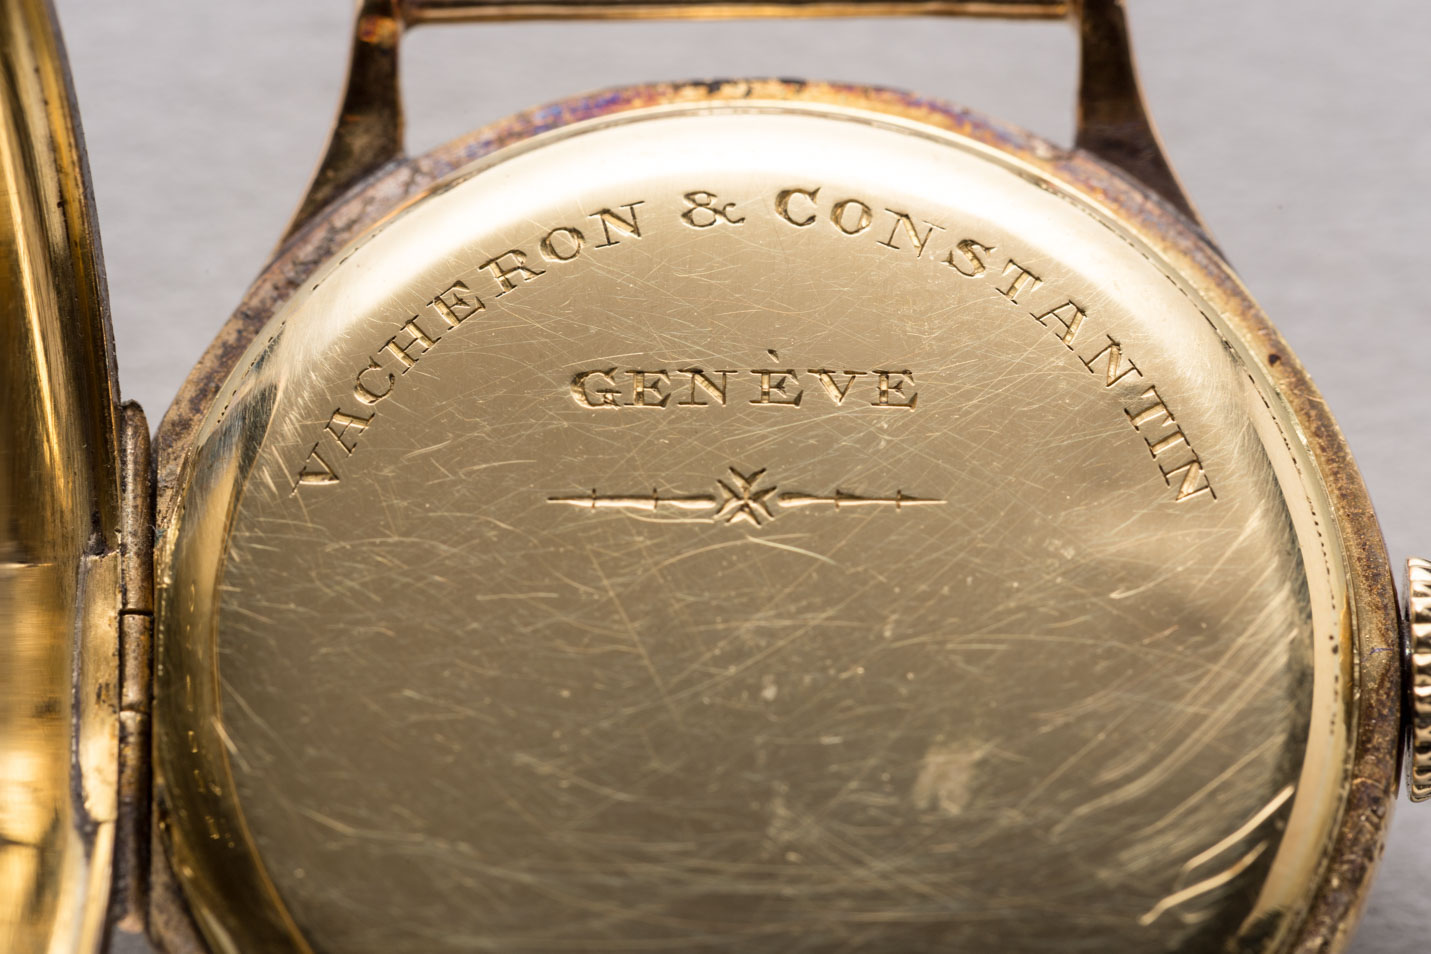 VACHERON & CONSTANTIN
GENÈVE